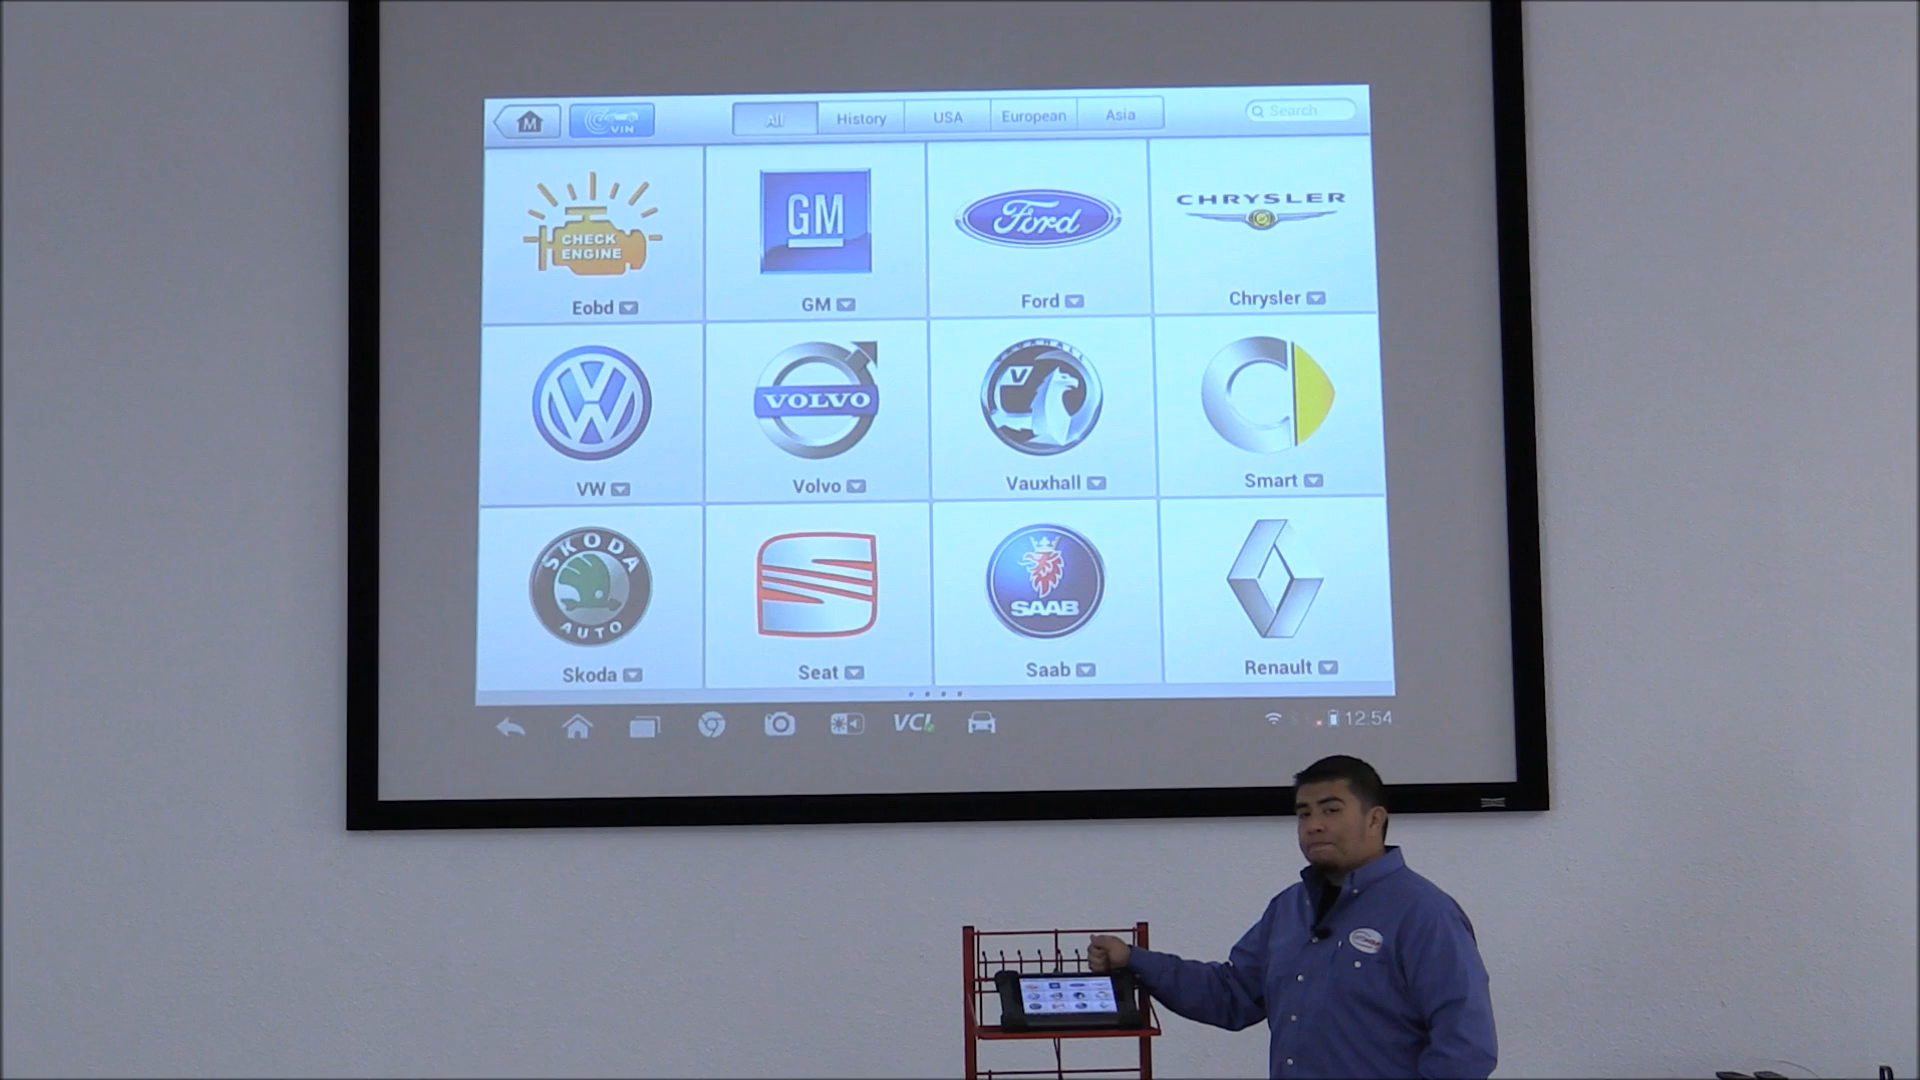 M
VIN
All
History
USA
European
Asia
Search
CHECK
ENGINE
GM
Ford
CHRYSLER
Eobd
GM
Ford
Chrysler
VOLVO
V
VAUXHALL
VW
Volvo
Vauxhall
Smart
SKODA
AUTO
SAAB
Skoda
Seat
Saab
Renault
VCI
12:54